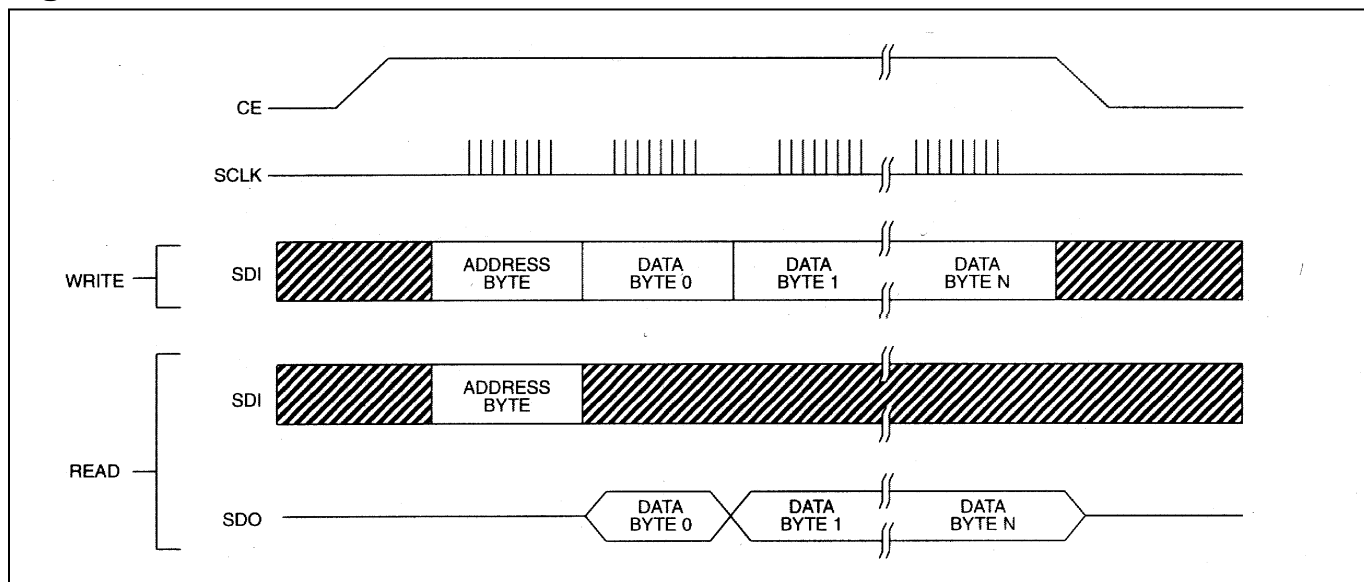 CE
SCLK
WRITE
SDI
ADDRESS
BYTE
DATA
BYTE 0
DATA
BYTE 1
DATA
BYTE N
READ
SDI
ADDRESS
BYTE
SDO
DATA
BYTE 0
DATA
BYTE 1
DATA
BYTE N